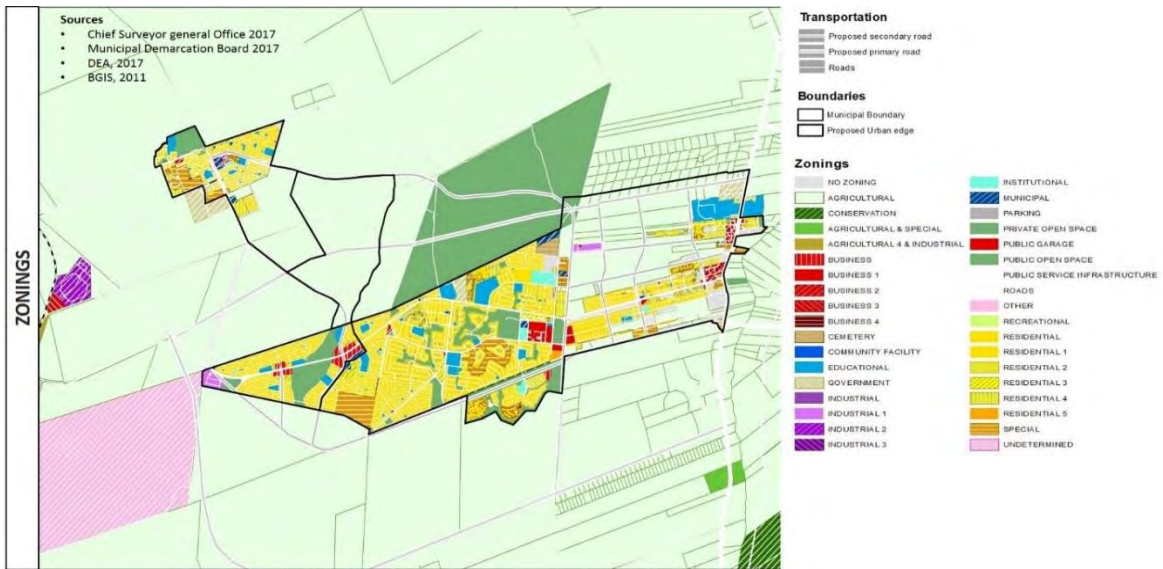 ZONINGS
Sources
• Chief Surveyor general Office 2017
• Municipal Demarcation Board 2017
• DEA, 2017
• BGIS, 2011
Transportation
Proposed secondary road
Proposed primary road
Roads
Boundaries
Municipal Boundary
Proposed Urban edge
Zonings
NO ZONING
AGRICULTURAL
CONSERVATION
AGRICULTURAL & SPECIAL
AGRICULTURAL 4 & INDUSTRIAL
BUSINESS
BUSINESS 1
BUSINESS 2
BUSINESS 3
BUSINESS 4
CEMETERY
COMMUNITY FACILITY
EDUCATIONAL
GOVERNMENT
INDUSTRIAL
INDUSTRIAL 1
INDUSTRIAL 2
INDUSTRIAL 3
INSTITUTIONAL
MUNICIPAL
PARKING
PRIVATE OPEN SPACE
PUBLIC GARAGE
PUBLIC OPEN SPACE
PUBLIC SERVICE INFRASTRUCTURE
ROADS
OTHER
RECREATIONAL
RESIDENTIAL
RESIDENTIAL 1
RESIDENTIAL 2
RESIDENTIAL 3
RESIDENTIAL 4
RESIDENTIAL 5
SPECIAL
UNDETERMINED